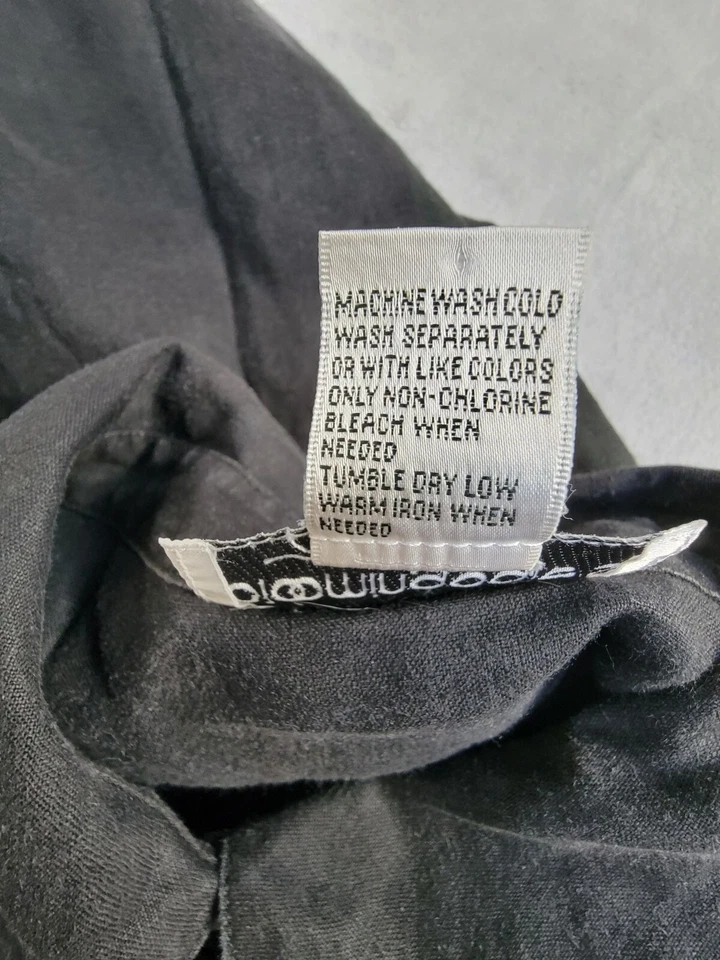 MACHINE WASH COLD
WASH SEPARATELY
OR WITH LIKE COLORS
ONLY NON-CHLORINE
BLEACH WHEN
NEEDED
TUMBLE DRY LOW
WARM IRON WHEN
NEEDED